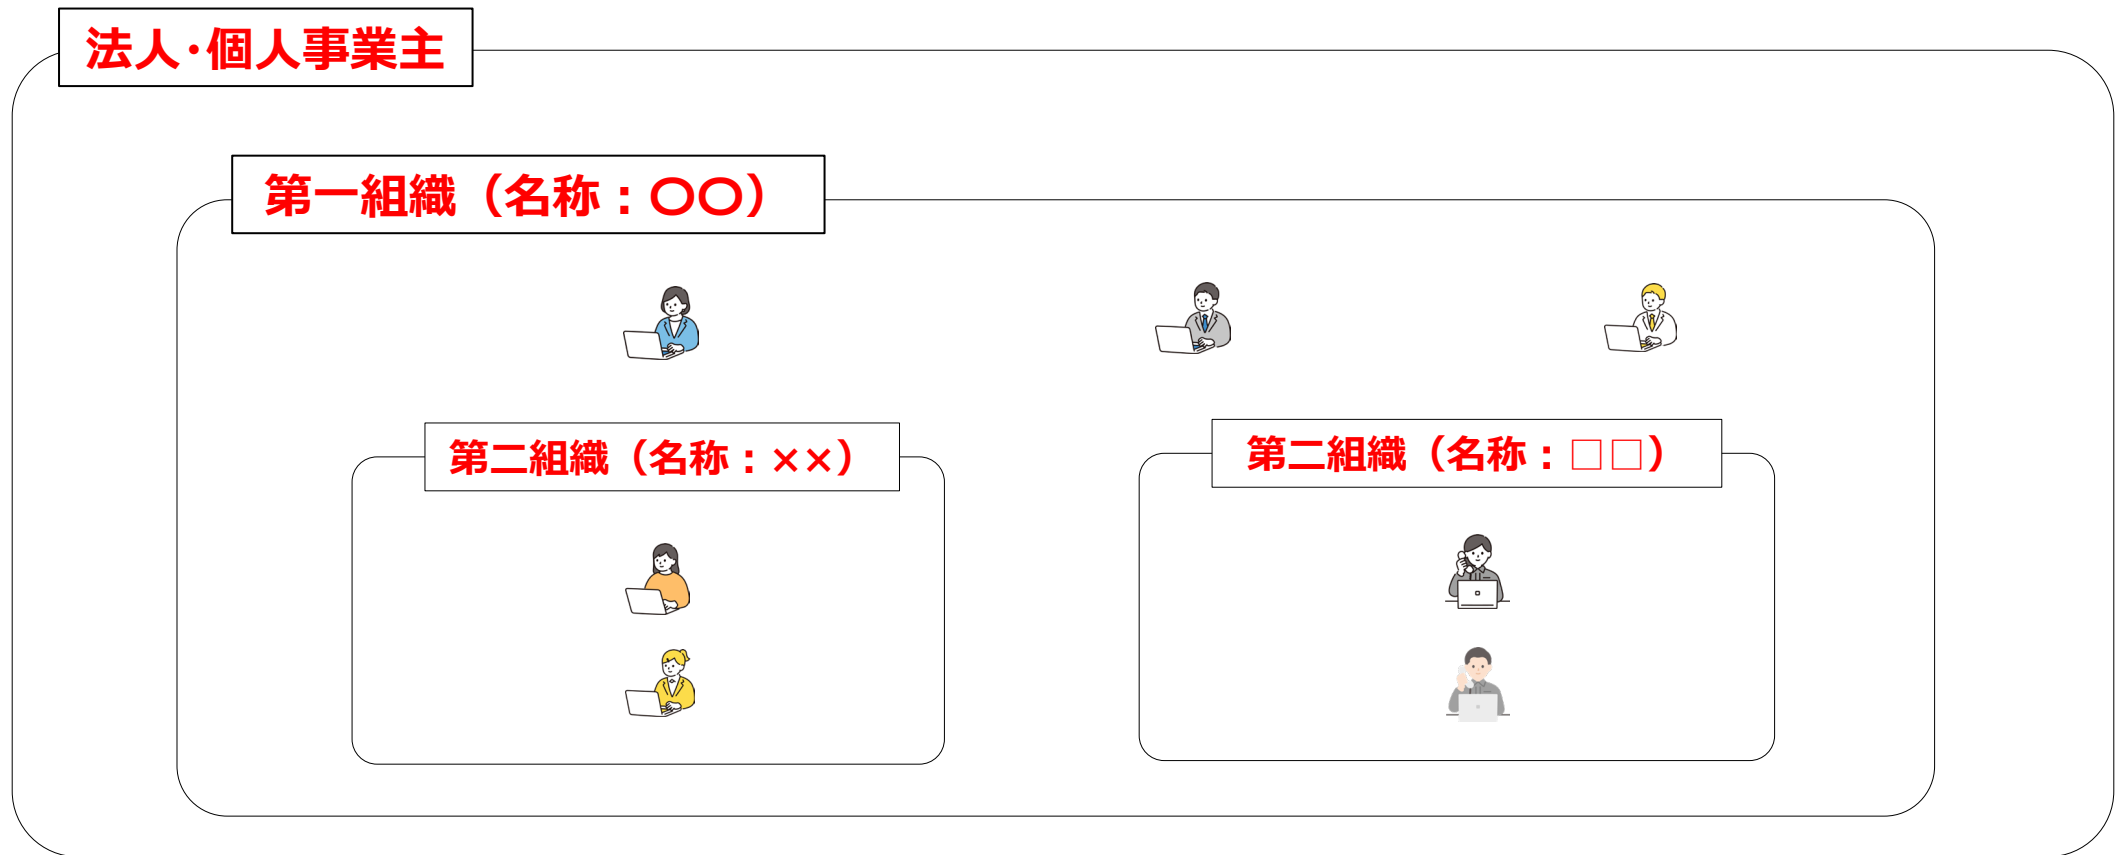 法人・個人事業主
第一組織（名称：〇〇）
第二組織（名称：××）
第二組織（名称：□□）